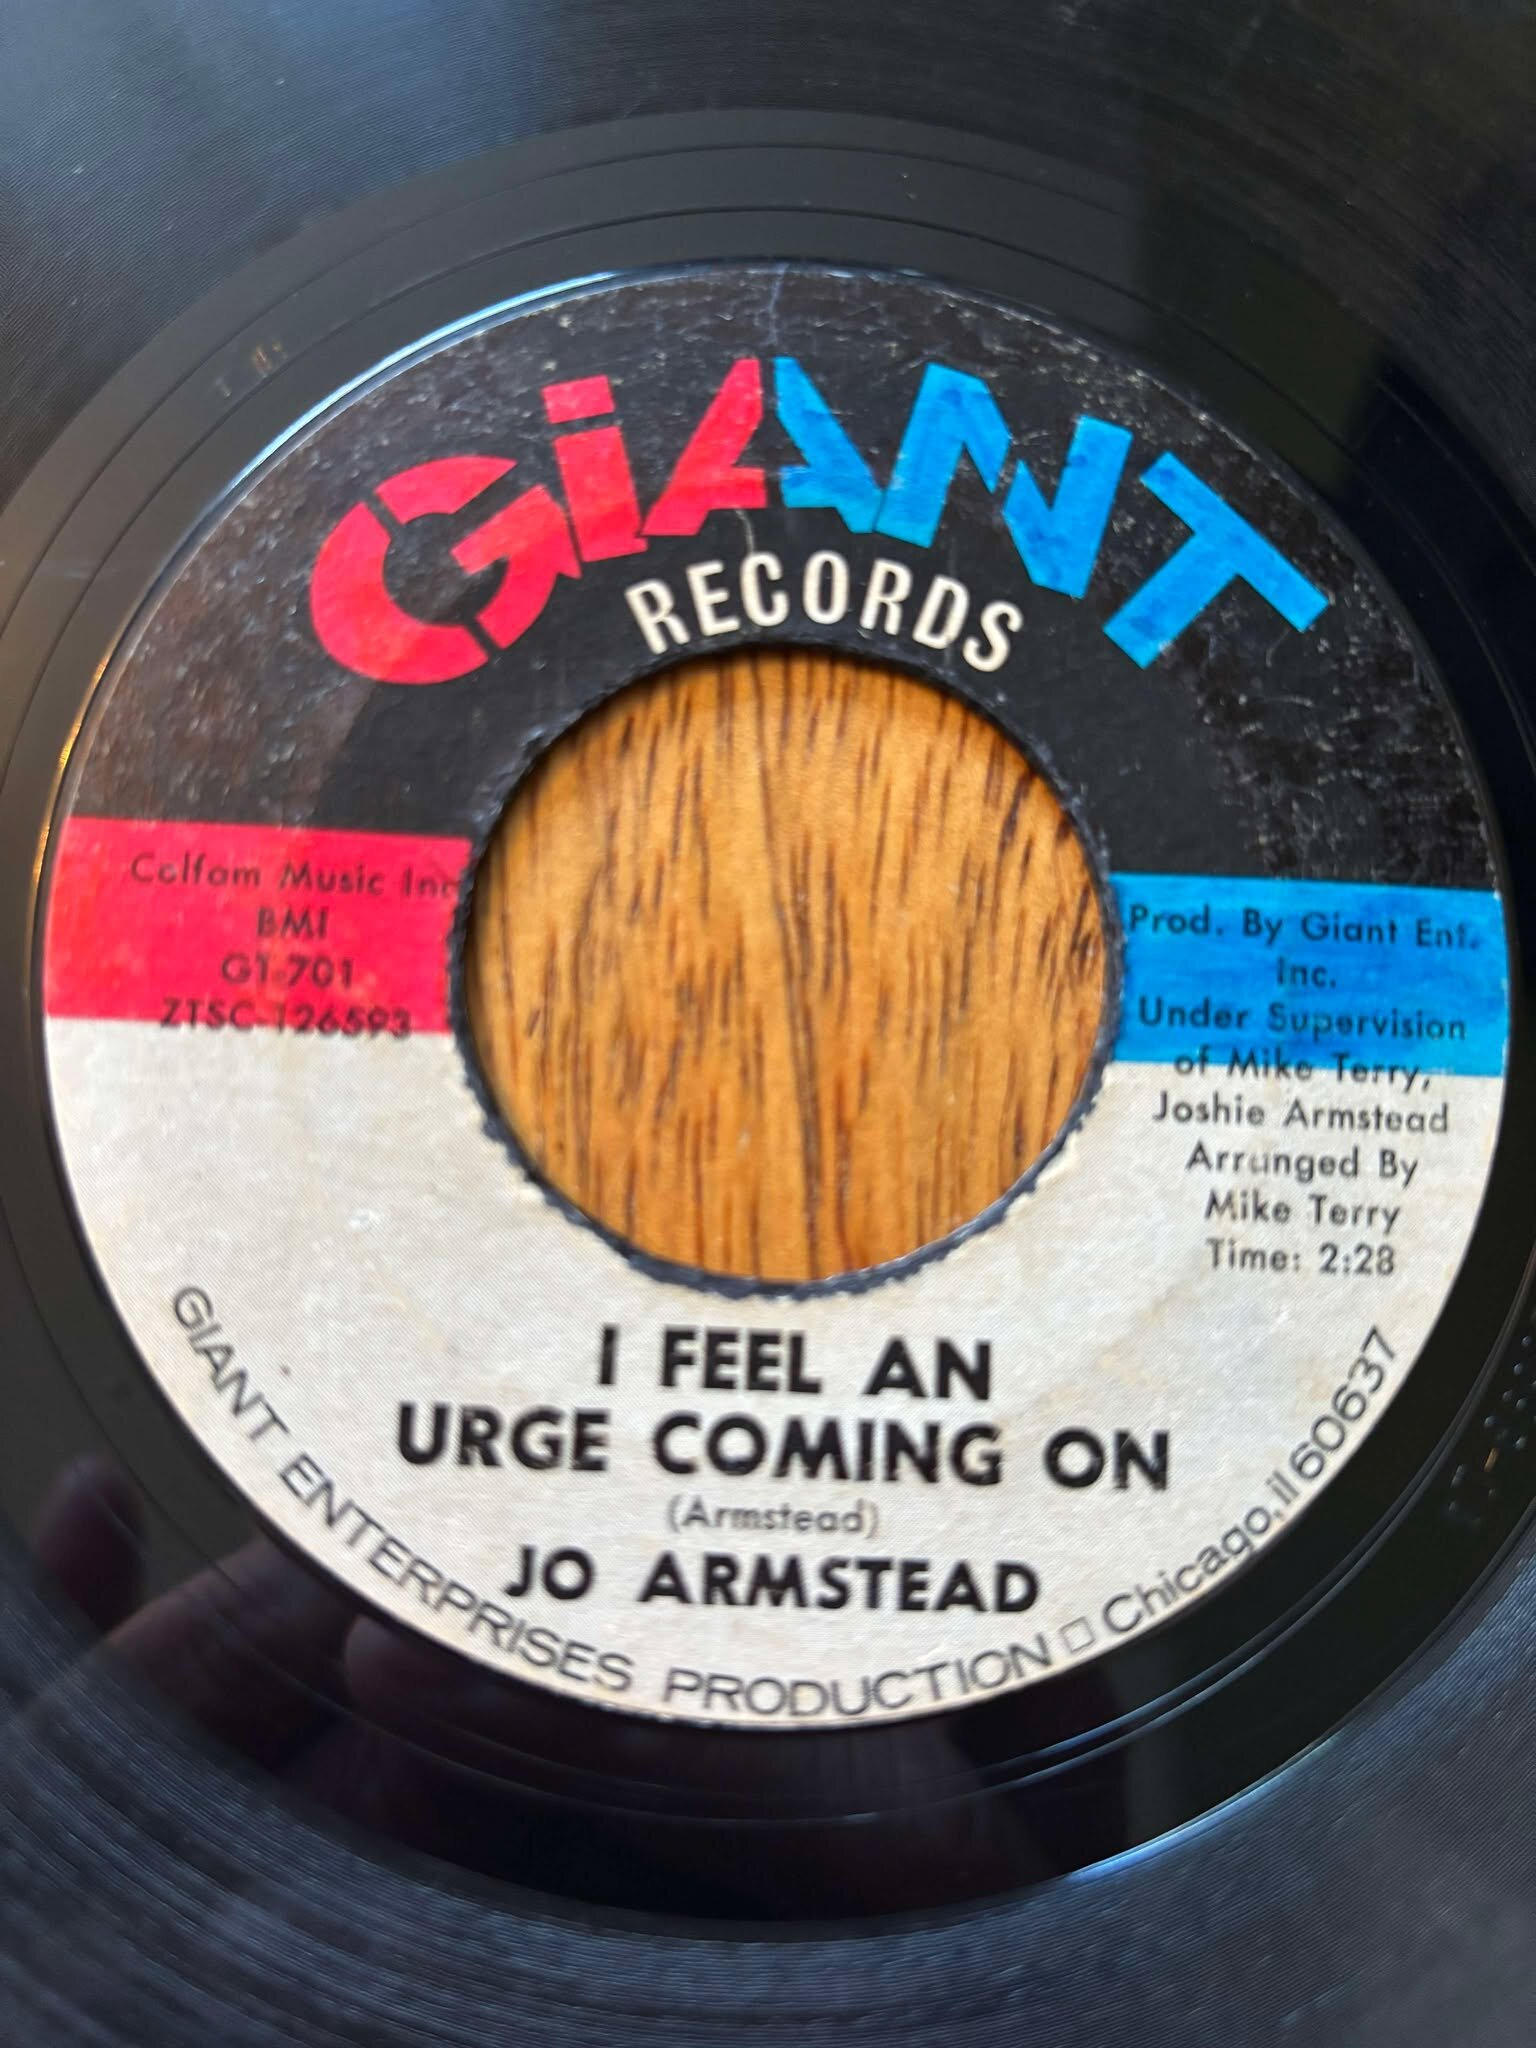 GiANT
RECORDS
Colfam Music Inc
BMI
GT-701
ZTSC-126593
Prod. By Giant Ent.
Inc.
Under Supervision
of Mike Terry,
Joshie Armstead
Arranged By
Mike Terry
Time: 2:28
I FEEL AN
URGE COMING ON
(Armstead)
JO ARMSTEAD
GIANT ENTERPRISES PRODUCTION □ Chicago, il 60637